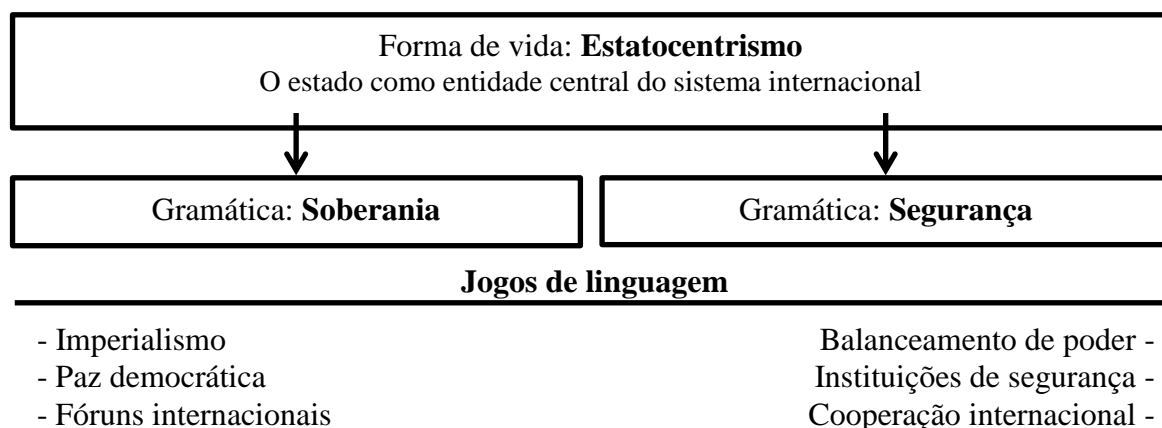 Forma de vida: Estatocentrismo
O estado como entidade central do sistema internacional
Gramática: Soberania
Gramática: Segurança
Jogos de linguagem
- Imperialismo
- Paz democrática
- Fóruns internacionais
Balanceamento de poder -
Instituições de segurança -
Cooperação internacional -